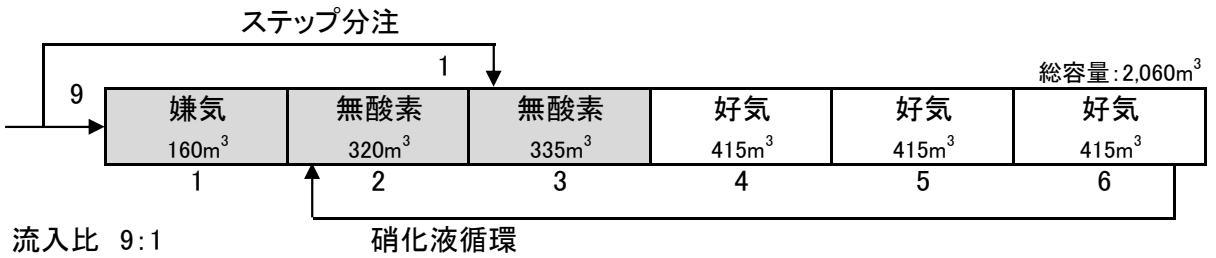 ステップ分注
1
総容量:2,060m³
9
嫌気 無酸素 無酸素 好気 好気 好気
160m³ 320m³ 335m³ 415m³ 415m³ 415m³
1 2 3 4 5 6
流入比 9:1 硝化液循環